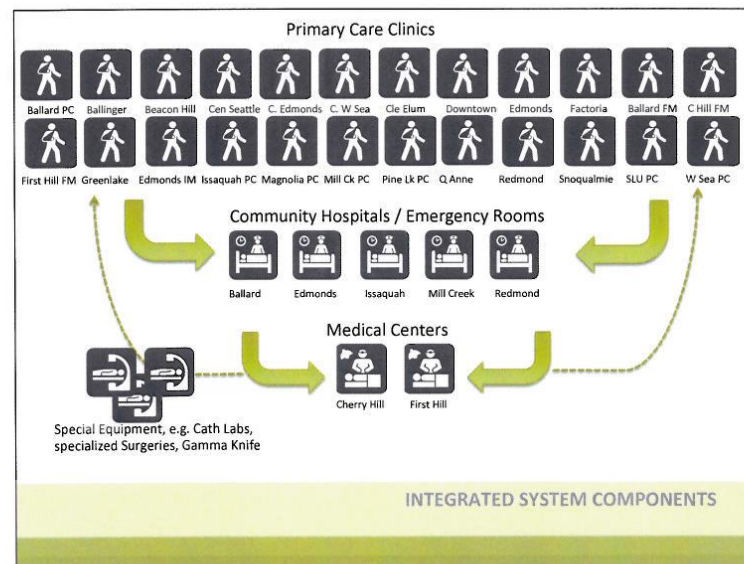 Primary Care Clinics
Ballard PC Ballinger Beacon Hill Cen Seattle C. Edmonds C. W Sea Cle Elum Downtown Edmonds Factoria Ballard FM C Hill FM
First Hill FM Greenlake Edmonds IM Issaquah PC Magnolia PC Mill Ck PC Pine Lk PC Q Anne Redmond Snoqualmie SLU PC W Sea PC
Community Hospitals / Emergency Rooms
Ballard Edmonds Issaquah Mill Creek Redmond
Medical Centers
Cherry Hill First Hill
Special Equipment, e.g. Cath Labs,
specialized Surgeries, Gamma Knife
INTEGRATED SYSTEM COMPONENTS